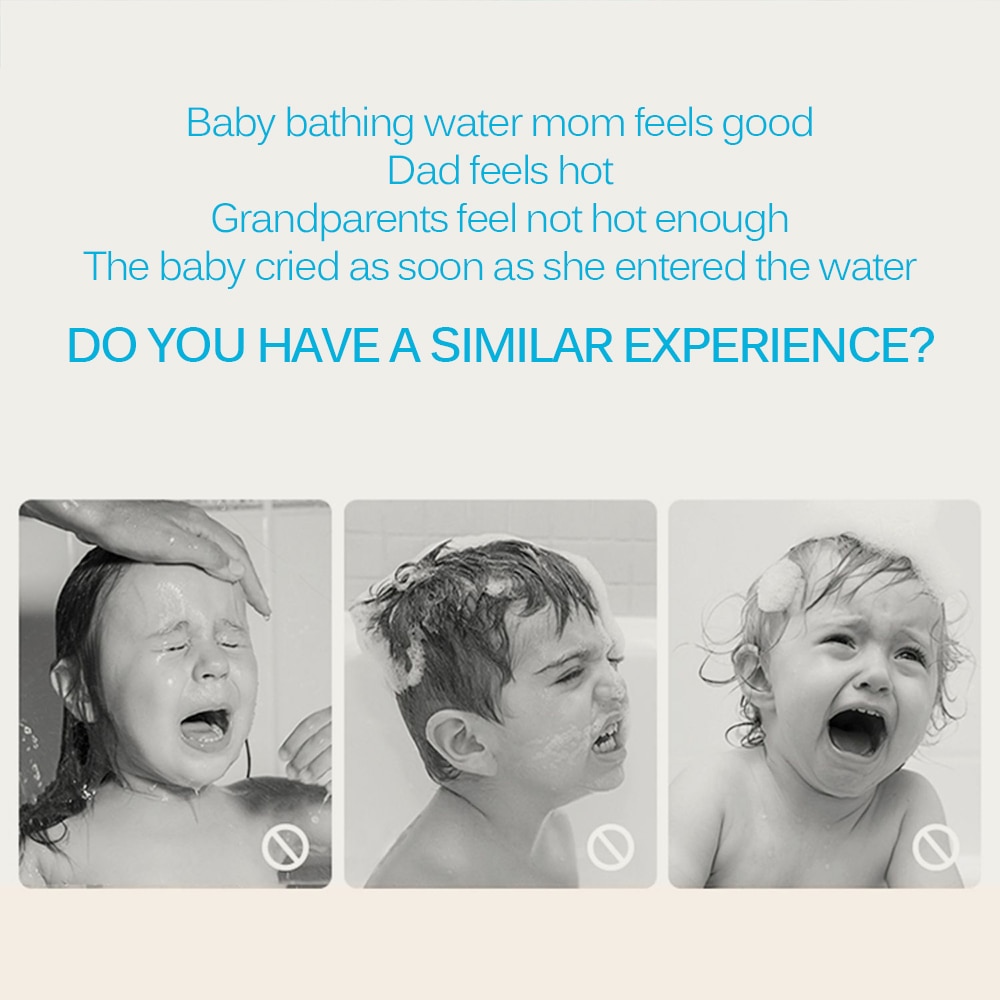 Baby bathing water mom feels good
Dad feels hot
Grandparents feel not hot enough
The baby cried as soon as she entered the water
DO YOU HAVE A SIMILAR EXPERIENCE?